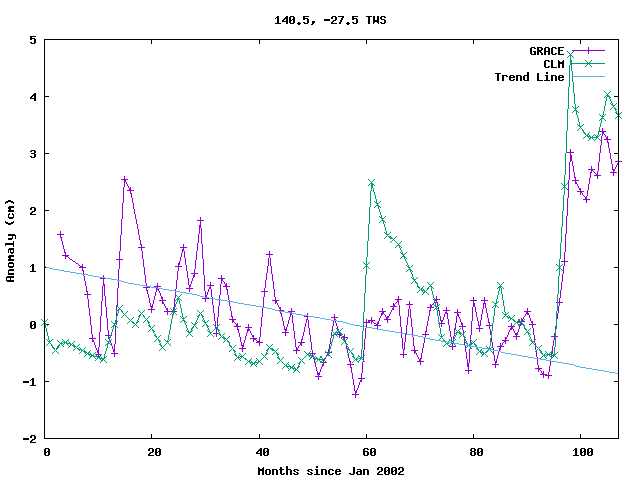 140.5, -27.5 TWS
GRACE
CLM
Trend Line
5
4
3
2
1
0
-1
-2
Anomaly (cm)
0 20 40 60 80 100
Months since Jan 2002